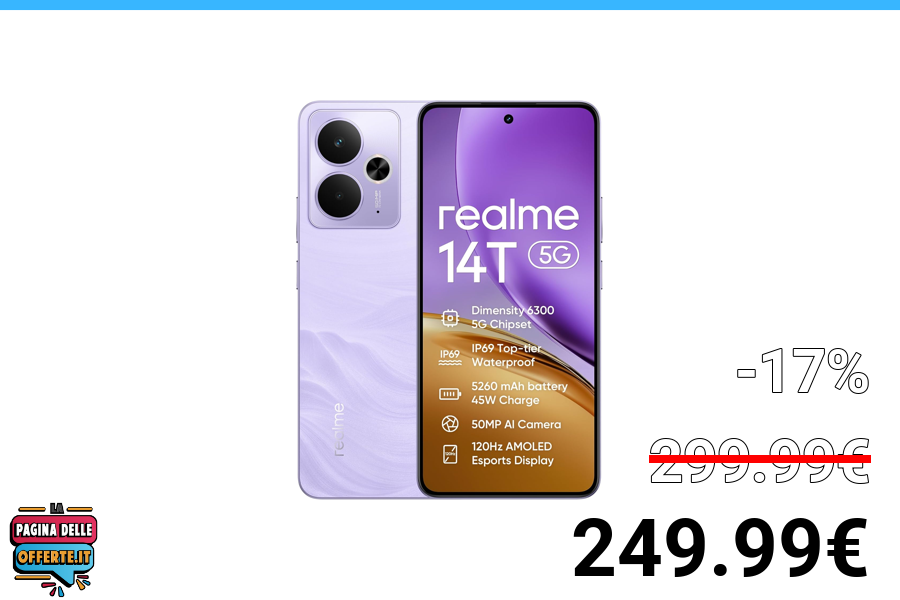 realme
14T 5G
Dimensity 6300
5G Chipset
IP69
IP69 Top-tier
Waterproof
5260 mAh battery
45W Charge
50MP AI Camera
120Hz AMOLED
Esports Display
realme
-17%
299.99€
249.99€
LA
PAGINA DELLE
OFFERTE.IT